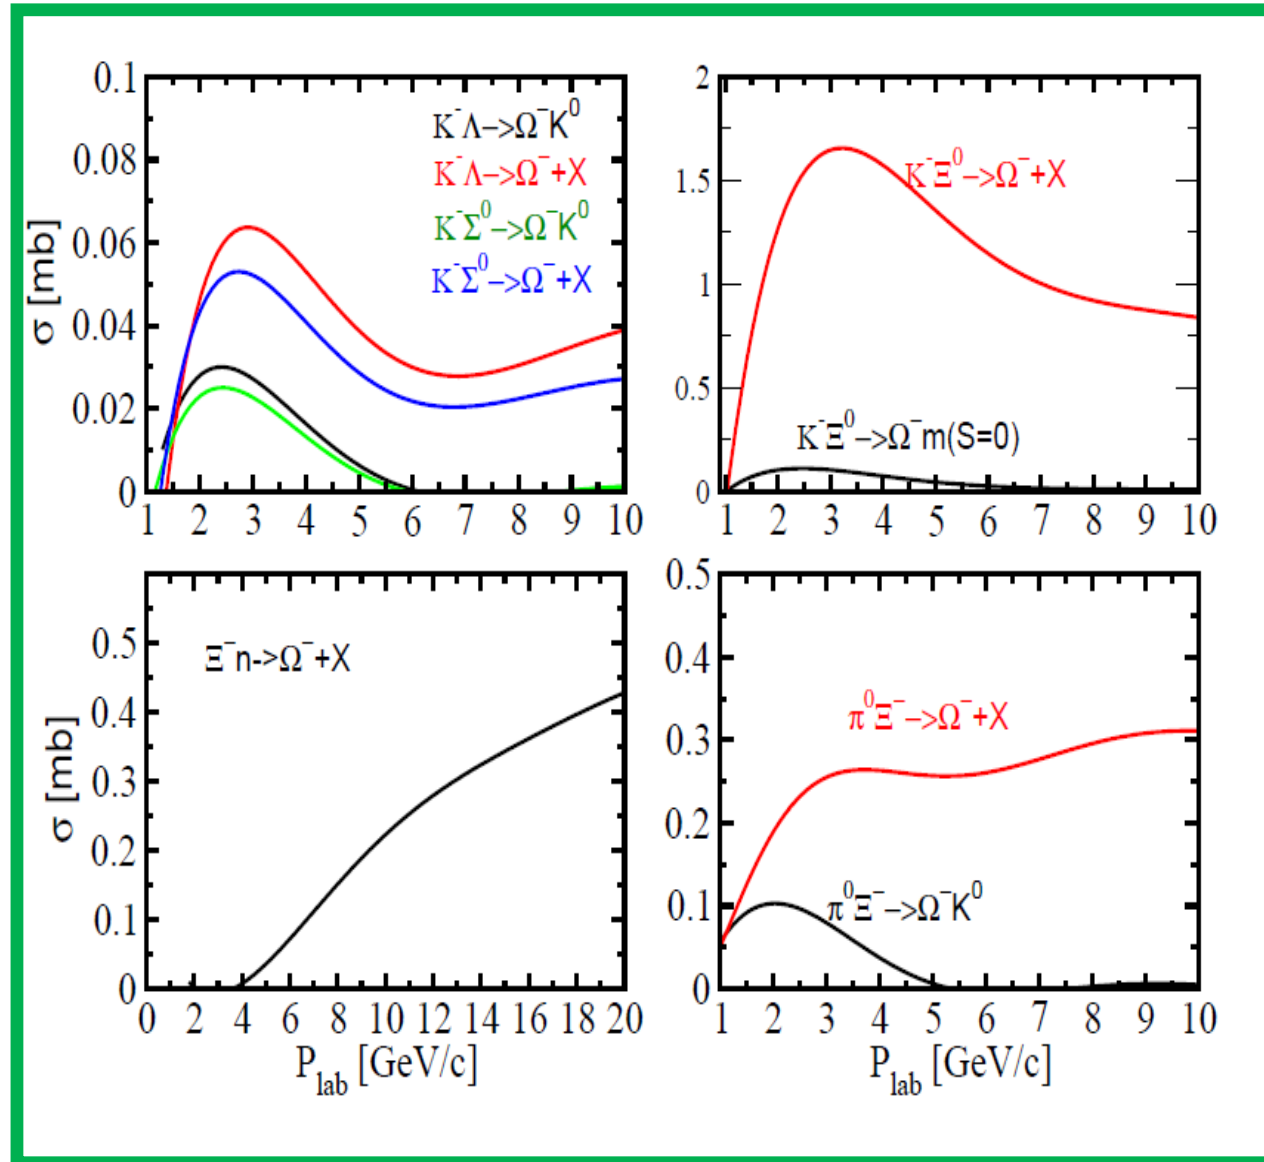 σ [mb]
0.1
0.08
0.06
0.04
0.02
0
K⁻Λ–>Ω⁻K⁰
K⁻Λ–>Ω⁻+X
K⁻Σ⁰–>Ω⁻K⁰
K⁻Σ⁰–>Ω⁻+X
1 2 3 4 5 6 7 8 9 10
2
1.5
1
0.5
0
K⁻Ξ⁰–>Ω⁻+X
K⁻Ξ⁰–>Ω⁻m(S=0)
1 2 3 4 5 6 7 8 9 10
σ [mb]
0.5
0.4
0.3
0.2
0.1
0
Ξ⁻n->Ω⁻+X
0 2 4 6 8 10 12 14 16 18 20
P_lab [GeV/c]
0.5
0.4
0.3
0.2
0.1
0
π⁰Ξ⁻–>Ω⁻+X
π⁰Ξ⁻–>Ω⁻K⁰
1 2 3 4 5 6 7 8 9 10
P_lab [GeV/c]